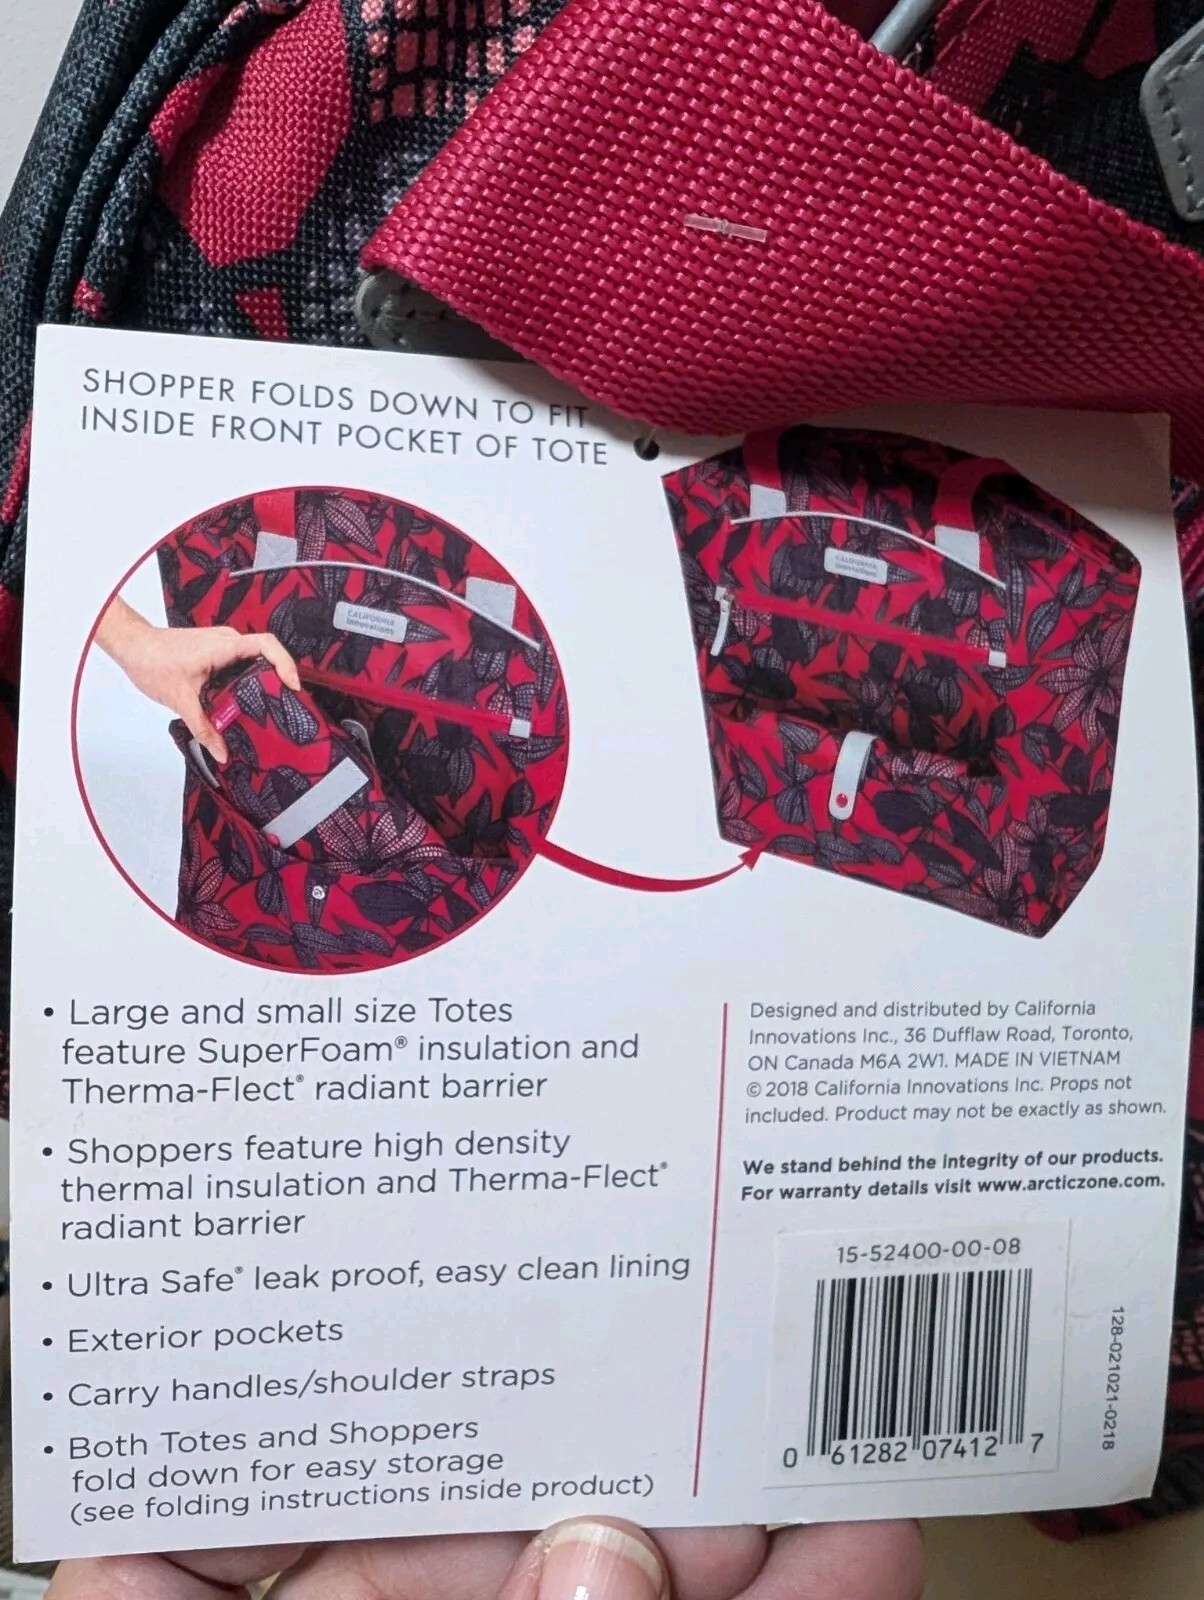 SHOPPER FOLDS DOWN TO FIT
INSIDE FRONT POCKET OF TOTE
CALIFORNIA
Innovations
CALIFORNIA
Innovations
• Large and small size Totes
feature SuperFoam® insulation and
Therma-Flect® radiant barrier
• Shoppers feature high density
thermal insulation and Therma-Flect®
radiant barrier
• Ultra Safe® leak proof, easy clean lining
• Exterior pockets
• Carry handles/shoulder straps
• Both Totes and Shoppers
fold down for easy storage
(see folding instructions inside product)
Designed and distributed by California
Innovations Inc., 36 Dufflaw Road, Toronto,
ON Canada M6A 2W1. MADE IN VIETNAM
© 2018 California Innovations Inc. Props not
included. Product may not be exactly as shown.
We stand behind the integrity of our products.
For warranty details visit www.arcticzone.com.
15-52400-00-08
0 61282 07412 7
128-021021-0218